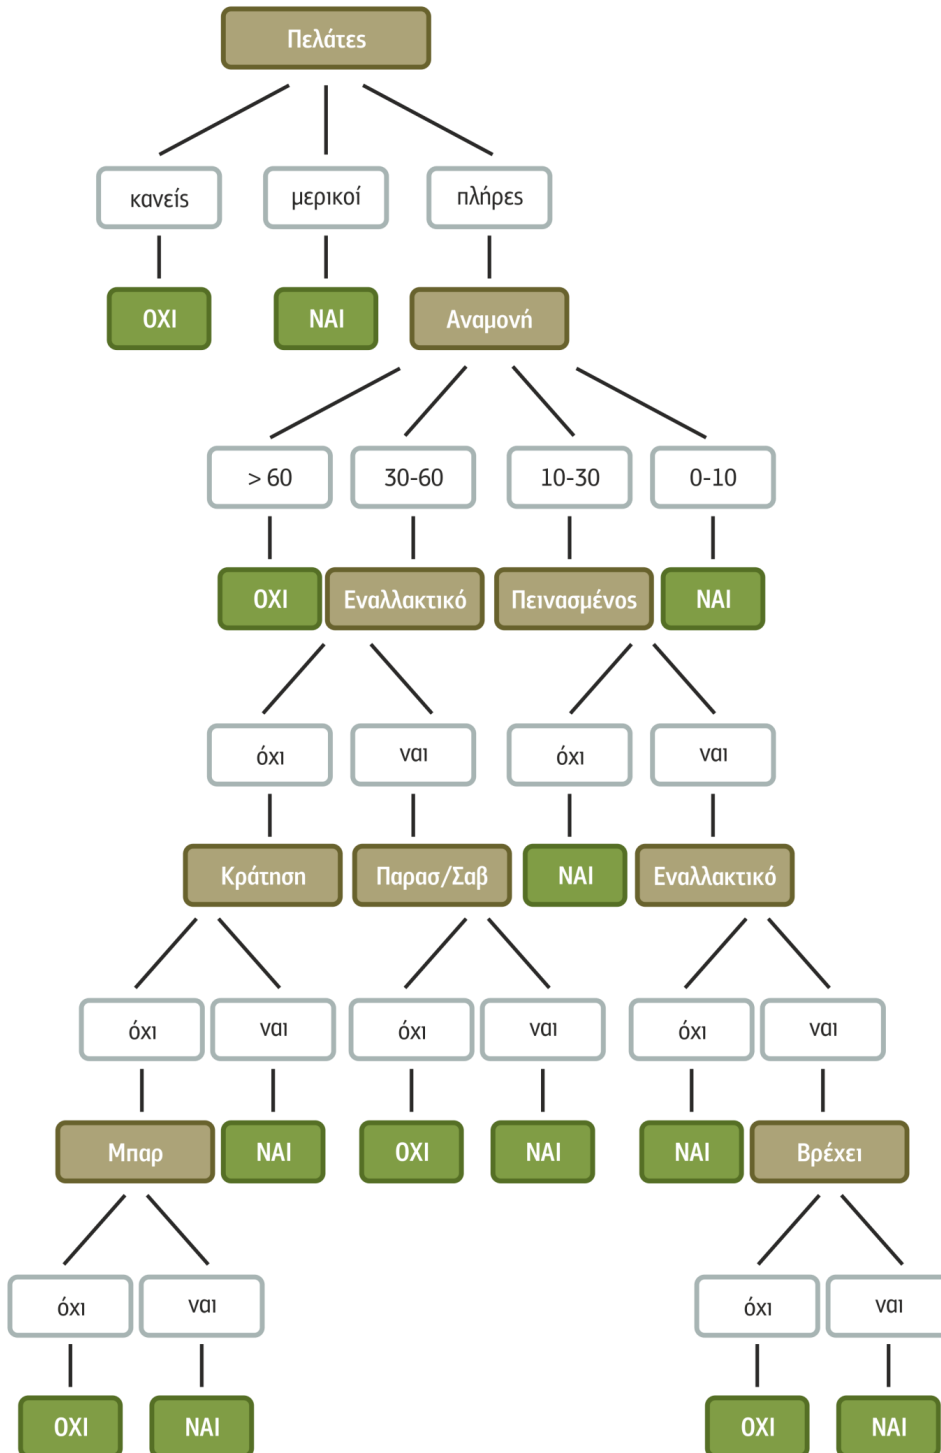 Πελάτες
κανείς μερικοί πλήρες
ΟΧΙ ΝΑΙ Αναμονή
> 60 30-60 10-30 0-10
ΟΧΙ Εναλλακτικό Πεινασμένος ΝΑΙ
όχι ναι όχι ναι
Κράτηση Παρασ/Σαβ ΝΑΙ Εναλλακτικό
όχι ναι όχι ναι όχι ναι
Μπαρ ΝΑΙ ΟΧΙ ΝΑΙ ΝΑΙ Βρέχει
όχι ναι όχι ναι
ΟΧΙ ΝΑΙ ΟΧΙ ΝΑΙ